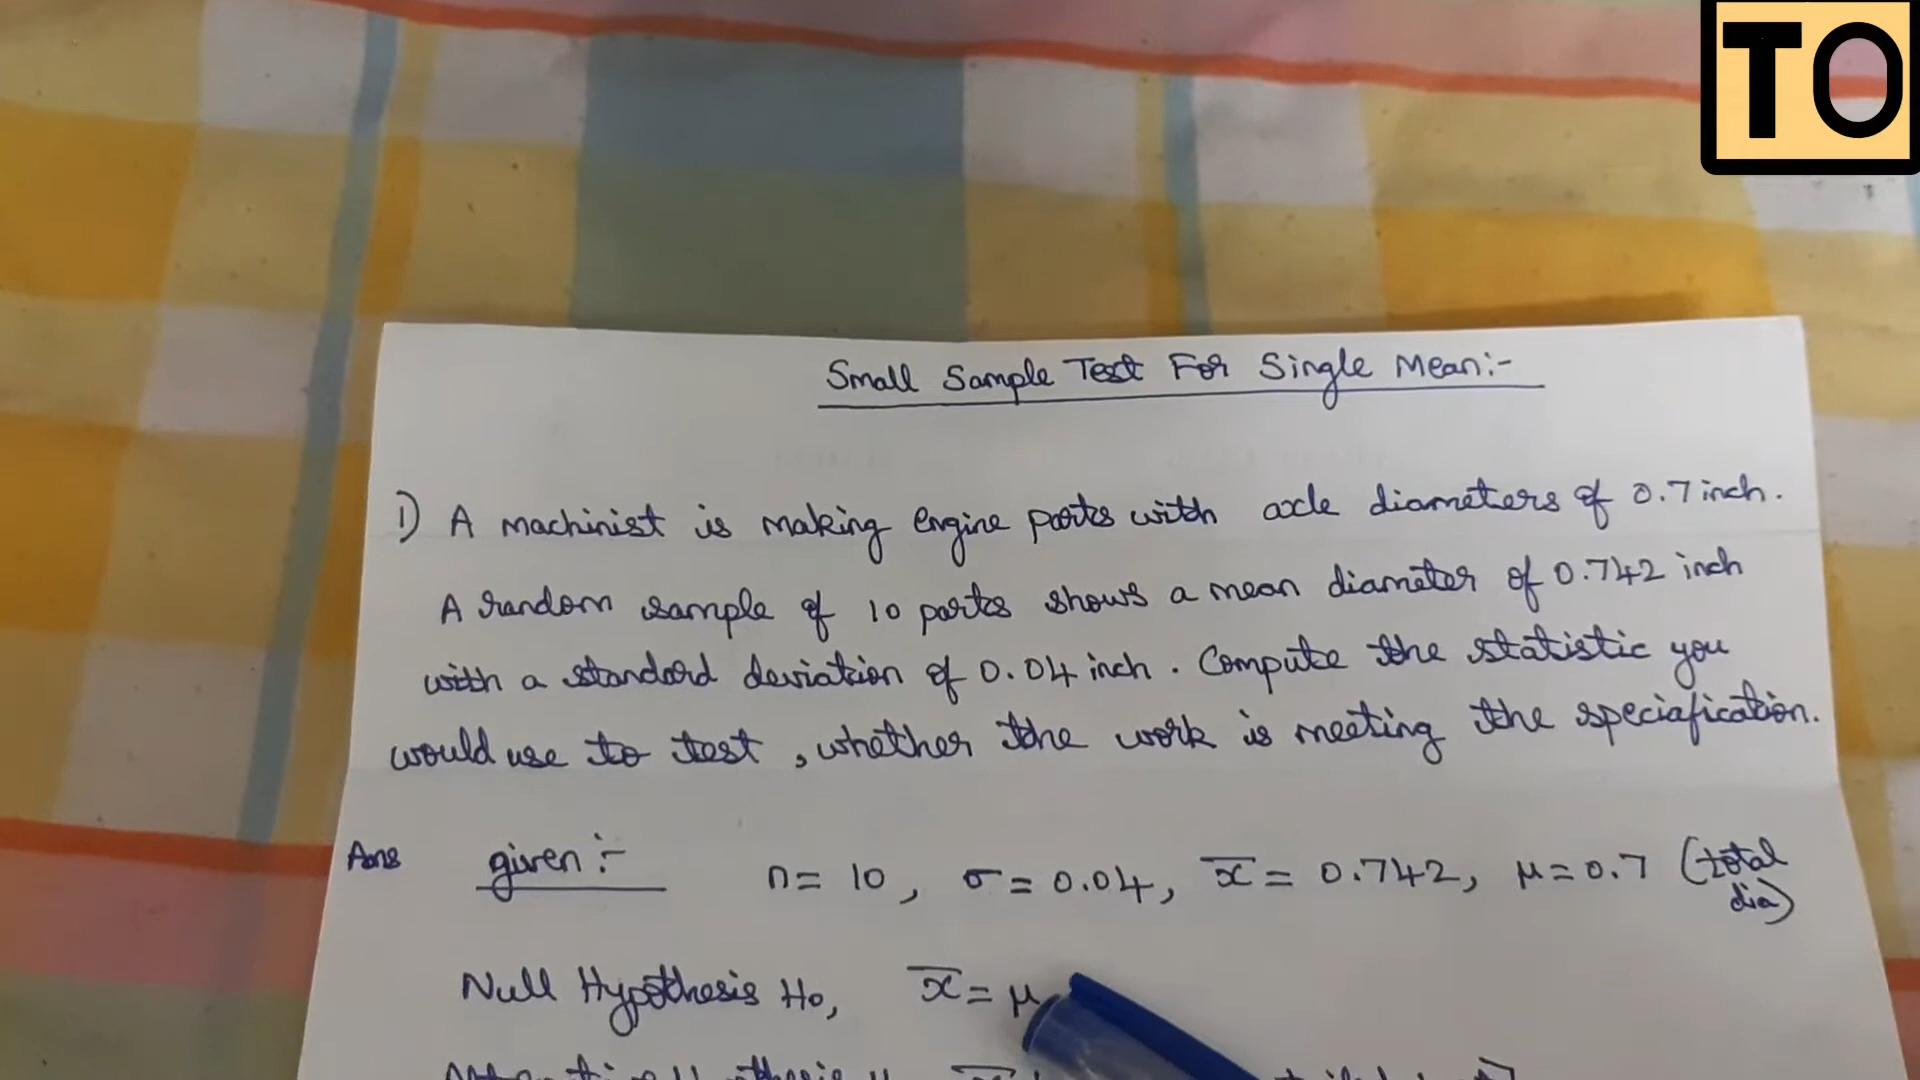 TO
Small Sample Test For Single Mean:-
1) A machinist is making engine parts with axle diameters of 0.7 inch.
A random sample of 10 parts shows a mean diameter of 0.742 inch
with a standard deviation of 0.04 inch. Compute the statistic you
would use to test, whether the work is meeting the speciafication.
Ans given:- n = 10, σ = 0.04, x̅ = 0.742, μ = 0.7 (total
dia)
Null Hypothesis H₀, x̅ = μ